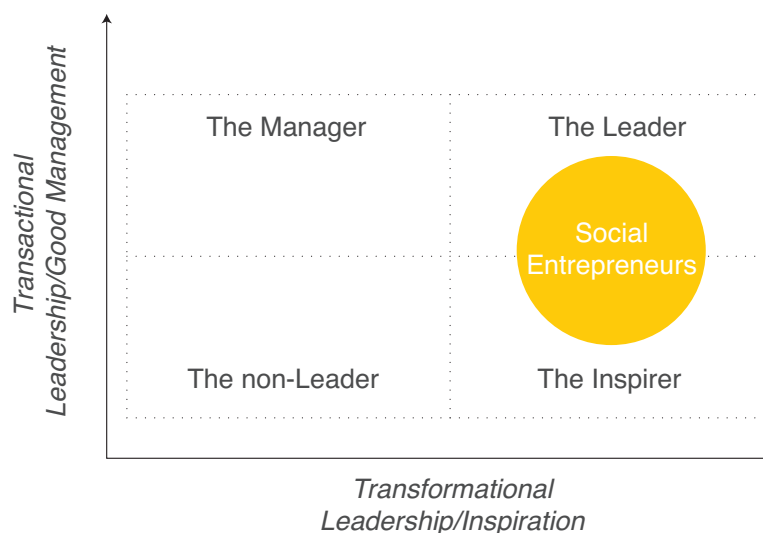 Transactional
Leadership/Good Management
The Manager
The Leader
Social
Entrepreneurs
The non-Leader
The Inspirer
Transformational
Leadership/Inspiration